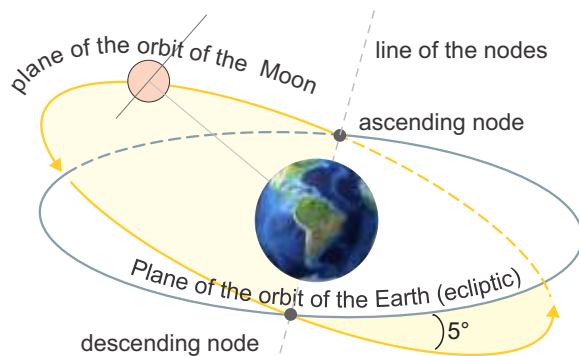 plane of the orbit of the Moon
line of the nodes
ascending node
Plane of the orbit of the Earth (ecliptic)
5°
descending node